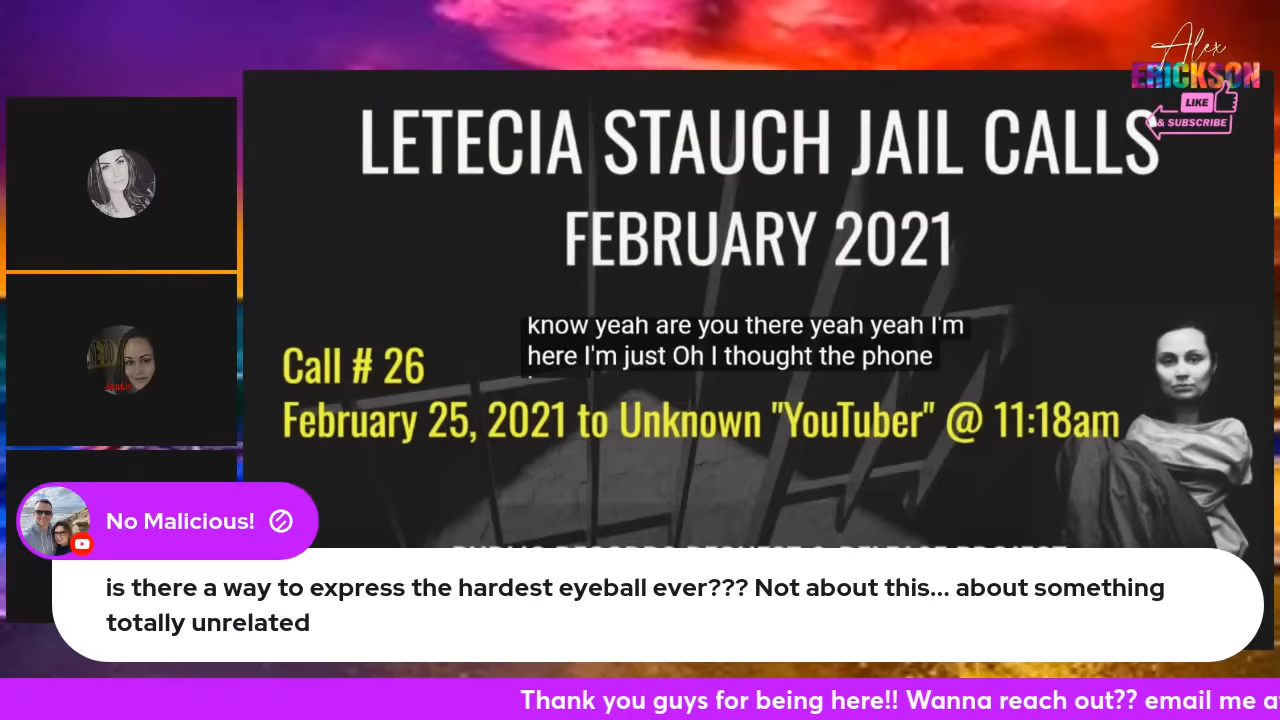 Alex
ERICKSON
LIKE
& SUBSCRIBE
LETECIA STAUCH JAIL CALLS
FEBRUARY 2021
know yeah are you there yeah yeah I'm
here I'm just Oh I thought the phone
Call # 26
February 25, 2021 to Unknown "YouTuber" @ 11:18am
No Malicious!
is there a way to express the hardest eyeball ever??? Not about this... about something
totally unrelated
Thank you guys for being here!! Wanna reach out?? email me a